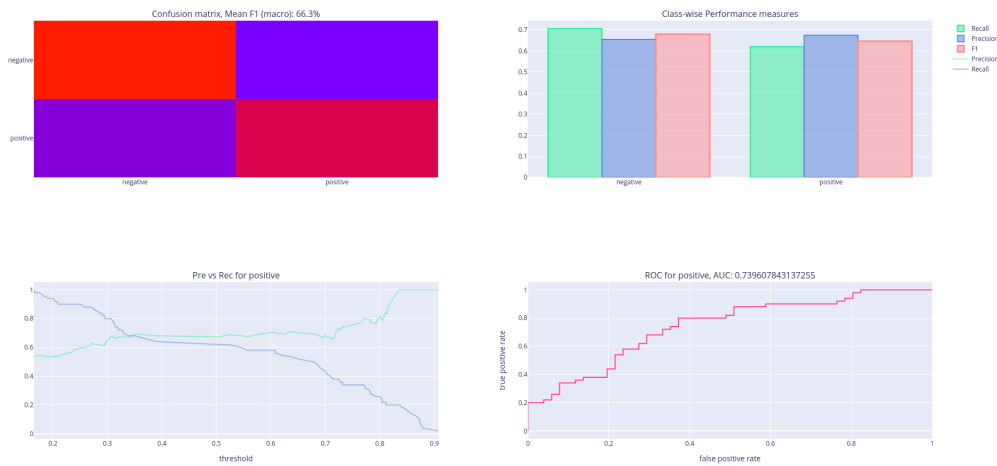 Confusion matrix, Mean F1 (macro): 66.3%
negative
positive
negative
positive
Class-wise Performance measures
0.7
0.6
0.5
0.4
0.3
0.2
0.1
0
negative
positive
Recall
Precision
F1
Precision
Recall
Pre vs Rec for positive
1
0.8
0.6
0.4
0.2
0
0.2
0.3
0.4
0.5
0.6
0.7
0.8
0.9
threshold
ROC for positive, AUC: 0.739607843137255
true positive rate
1
0.8
0.6
0.4
0.2
0
0
0.2
0.4
0.6
0.8
1
false positive rate